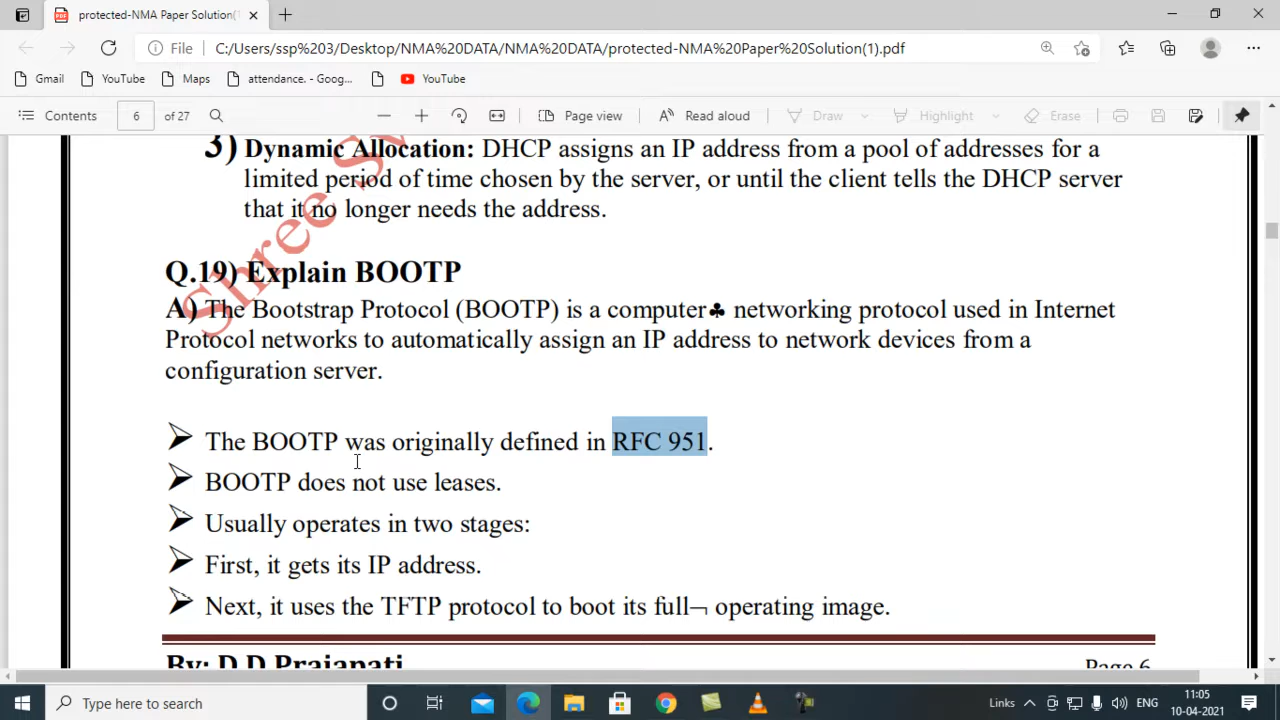 protected-NMA Paper Solution(1
File C:/Users/ssp%203/Desktop/NMA%20DATA/NMA%20DATA/protected-NMA%20Paper%20Solution(1).pdf
Gmail YouTube Maps attendance. - Goog... YouTube
Contents 6 of 27 Page view Read aloud Draw Highlight Erase
3) Dynamic Allocation: DHCP assigns an IP address from a pool of addresses for a
limited period of time chosen by the server, or until the client tells the DHCP server
that it no longer needs the address.
Shree Sw
Q.19) Explain BOOTP
A) The Bootstrap Protocol (BOOTP) is a computer♣ networking protocol used in Internet
Protocol networks to automatically assign an IP address to network devices from a
configuration server.
➢ The BOOTP was originally defined in RFC 951.
➢ BOOTP does not use leases.
➢ Usually operates in two stages:
➢ First, it gets its IP address.
➢ Next, it uses the TFTP protocol to boot its full¬ operating image.
By: D.D.Prajapati Page 6
Type here to search Links ENG 11:05
10-04-2021